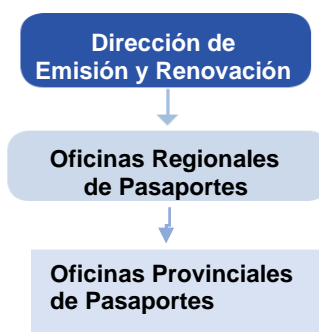 Dirección de
Emisión y Renovación
Oficinas Regionales
de Pasaportes
Oficinas Provinciales
de Pasaportes